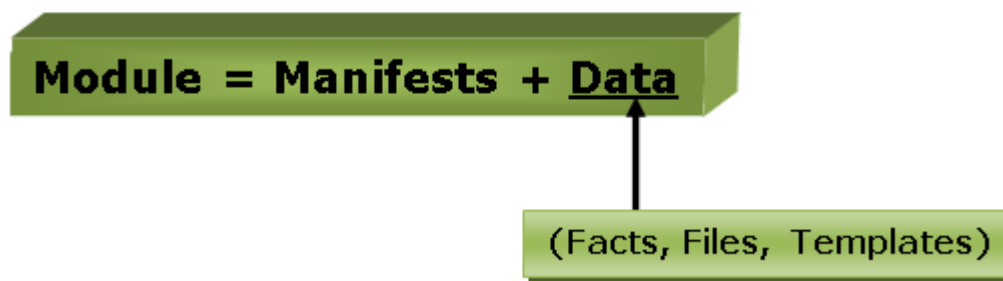 Module = Manifests + Data
(Facts, Files, Templates)